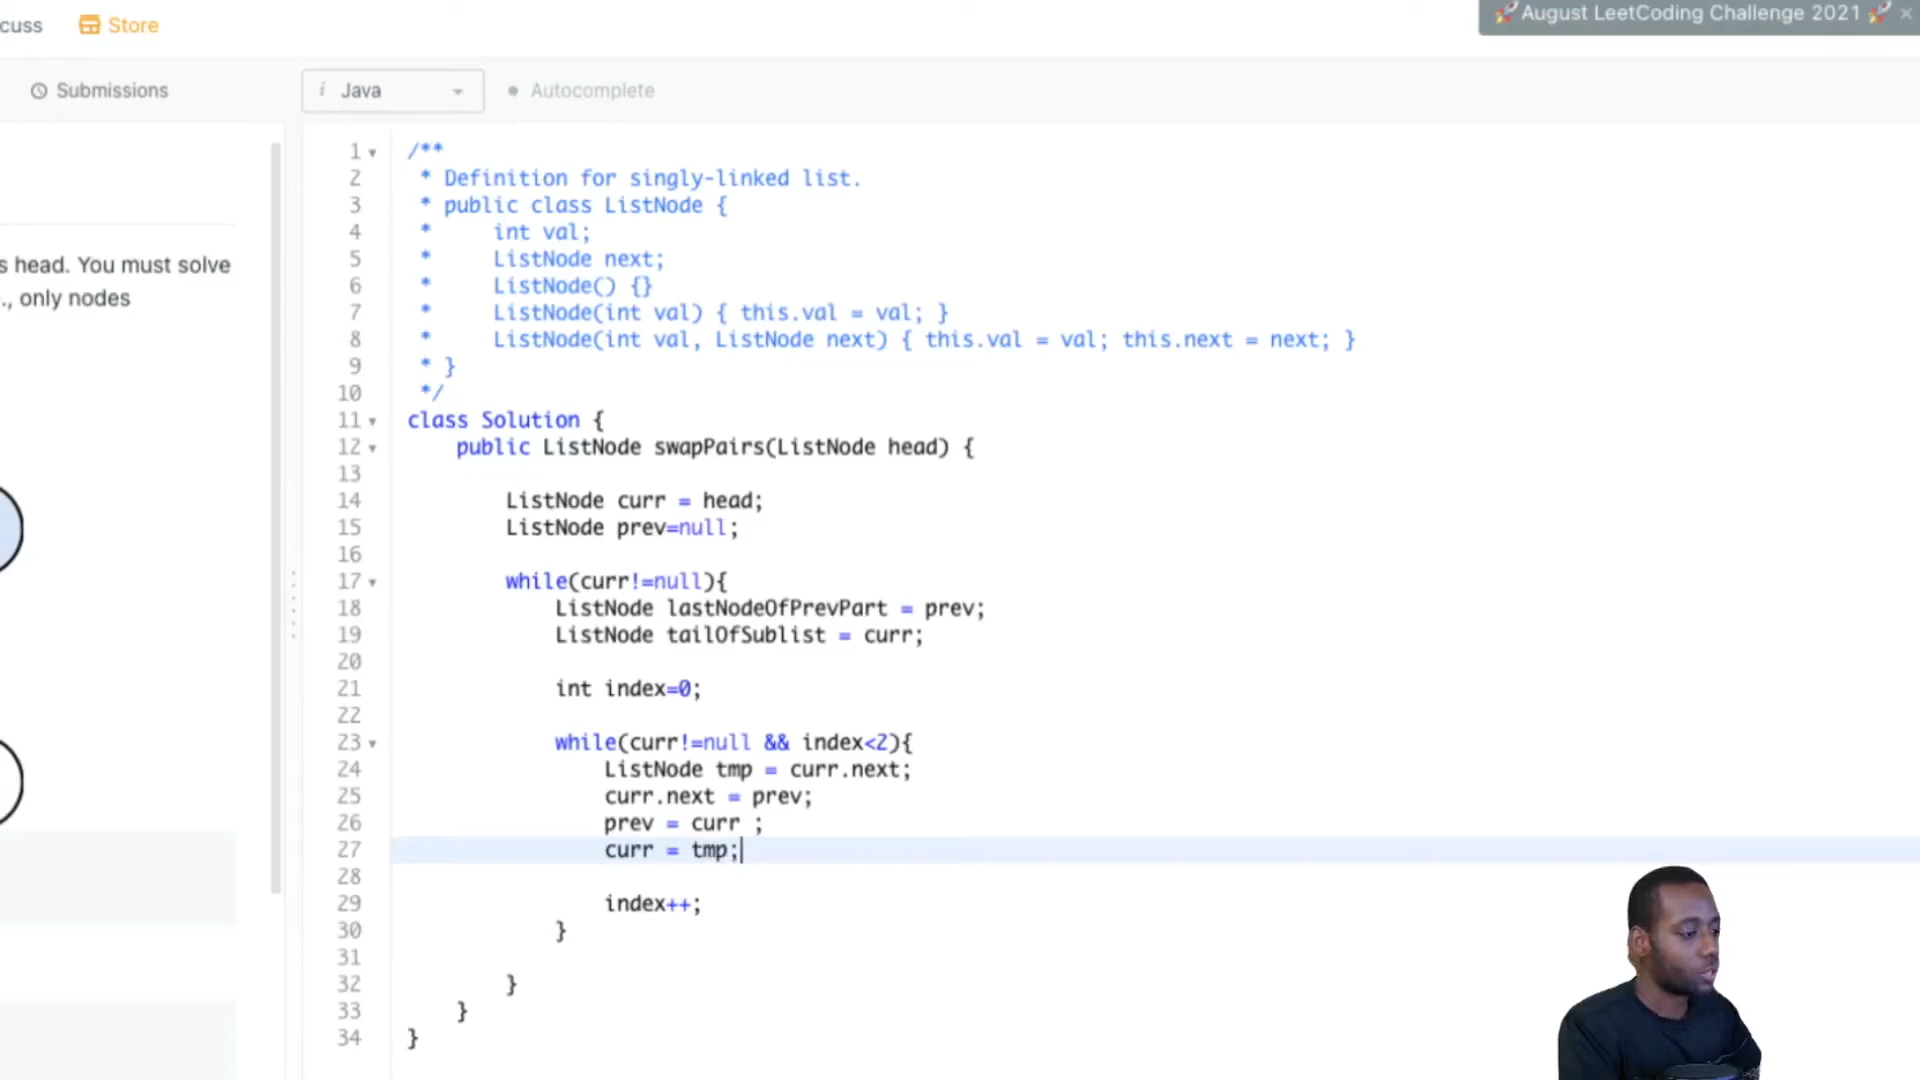 cuss
Store
🚀 August LeetCoding Challenge 2021 🚀 ×
Submissions
i Java
Autocomplete
s head. You must solve
., only nodes
1 /**
2  * Definition for singly-linked list.
3  * public class ListNode {
4  *     int val;
5  *     ListNode next;
6  *     ListNode() {}
7  *     ListNode(int val) { this.val = val; }
8  *     ListNode(int val, ListNode next) { this.val = val; this.next = next; }
9  * }
10  */
11 class Solution {
12     public ListNode swapPairs(ListNode head) {
13
14         ListNode curr = head;
15         ListNode prev=null;
16
17         while(curr!=null){
18             ListNode lastNodeOfPrevPart = prev;
19             ListNode tailOfSublist = curr;
20
21             int index=0;
22
23             while(curr!=null && index<2){
24                 ListNode tmp = curr.next;
25                 curr.next = prev;
26                 prev = curr ;
27                 curr = tmp;
28
29                 index++;
30             }
31
32         }
33     }
34 }